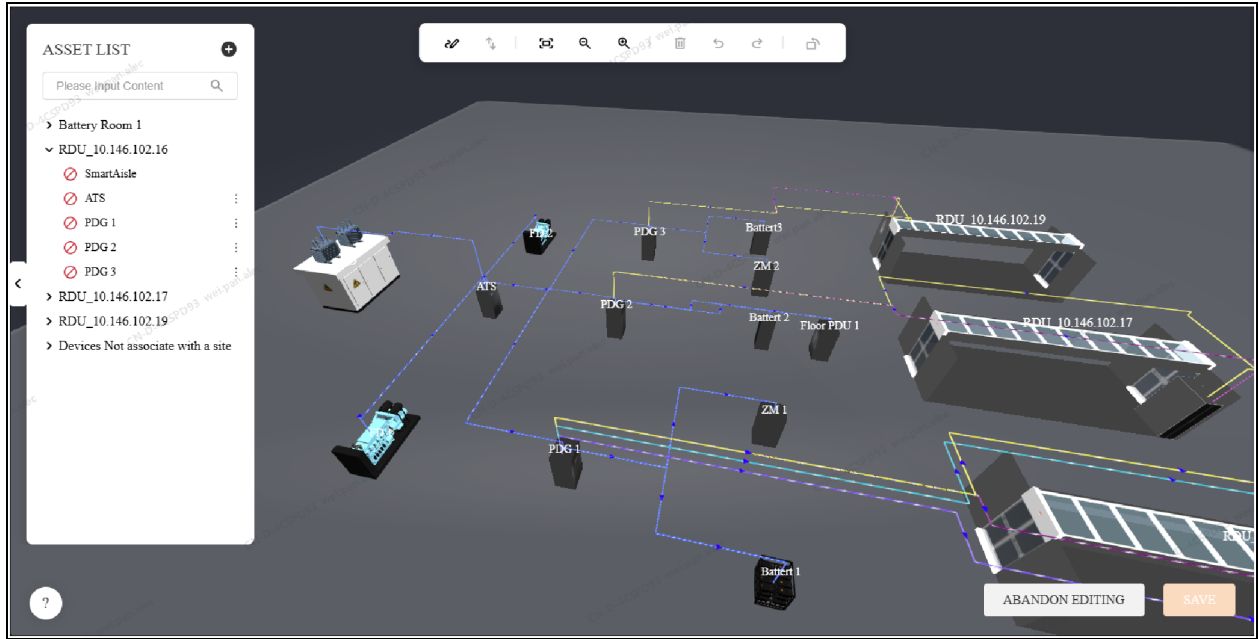 ASSET LIST
Please Input Content
Battery Room 1
RDU_10.146.102.16
SmartAisle
ATS
PDG 1
PDG 2
PDG 3
RDU_10.146.102.17
RDU_10.146.102.19
Devices Not associate with a site
PDG 3
Battert3
RDU_10.146.102.19
ZM 2
ATS
PDG 2
Battert 2
Floor PDU 1
RDU_10.146.102.17
ZM 1
PDG 1
Battert 1
ABANDON EDITING
SAVE
?